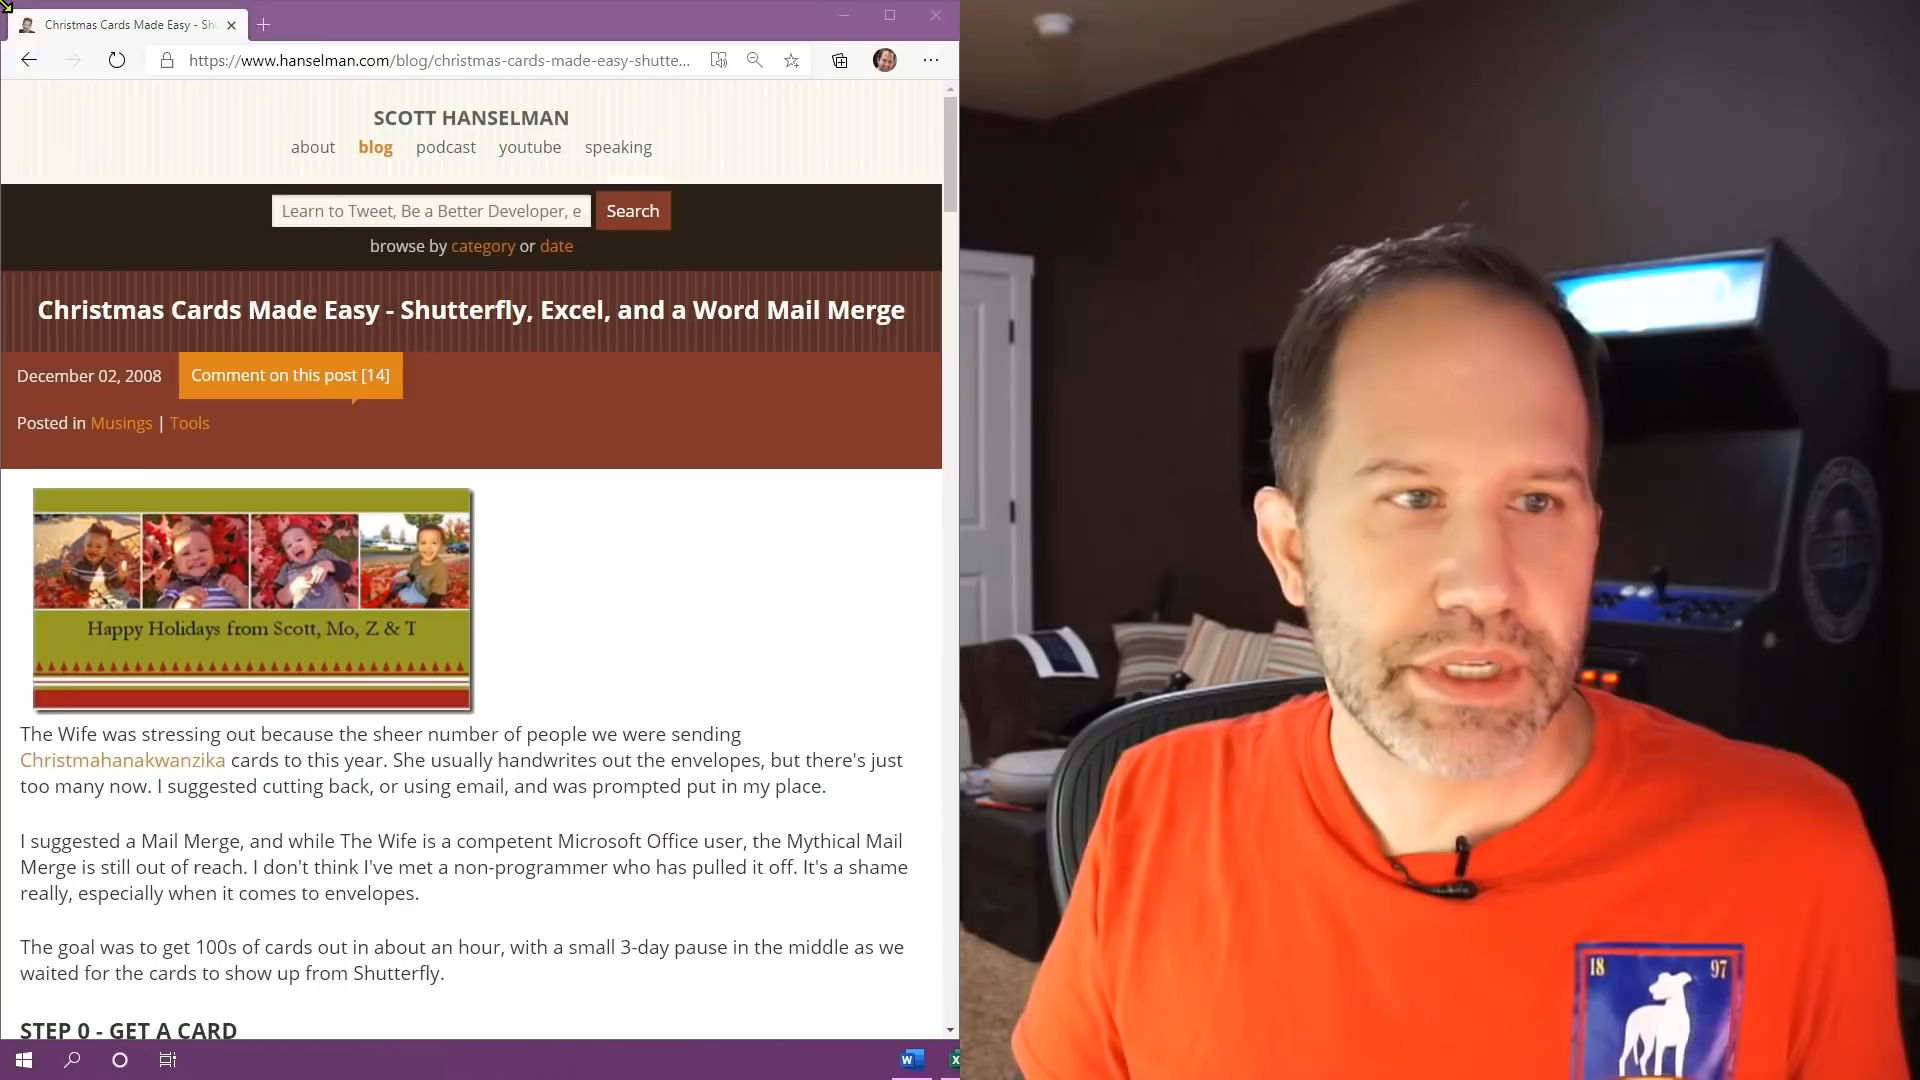 Christmas Cards Made Easy - Sh
https://www.hanselman.com/blog/christmas-cards-made-easy-shutte...
SCOTT HANSELMAN
about blog podcast youtube speaking
Learn to Tweet, Be a Better Developer, e Search
browse by category or date
Christmas Cards Made Easy - Shutterfly, Excel, and a Word Mail Merge
December 02, 2008 Comment on this post [14]
Posted in Musings | Tools
Happy Holidays from Scott, Mo, Z & T
The Wife was stressing out because the sheer number of people we were sending
Christmahanakwanzika cards to this year. She usually handwrites out the envelopes, but there's just
too many now. I suggested cutting back, or using email, and was prompted put in my place.
I suggested a Mail Merge, and while The Wife is a competent Microsoft Office user, the Mythical Mail
Merge is still out of reach. I don't think I've met a non-programmer who has pulled it off. It's a shame
really, especially when it comes to envelopes.
The goal was to get 100s of cards out in about an hour, with a small 3-day pause in the middle as we
waited for the cards to show up from Shutterfly.
STEP 0 - GET A CARD
W X
18 97